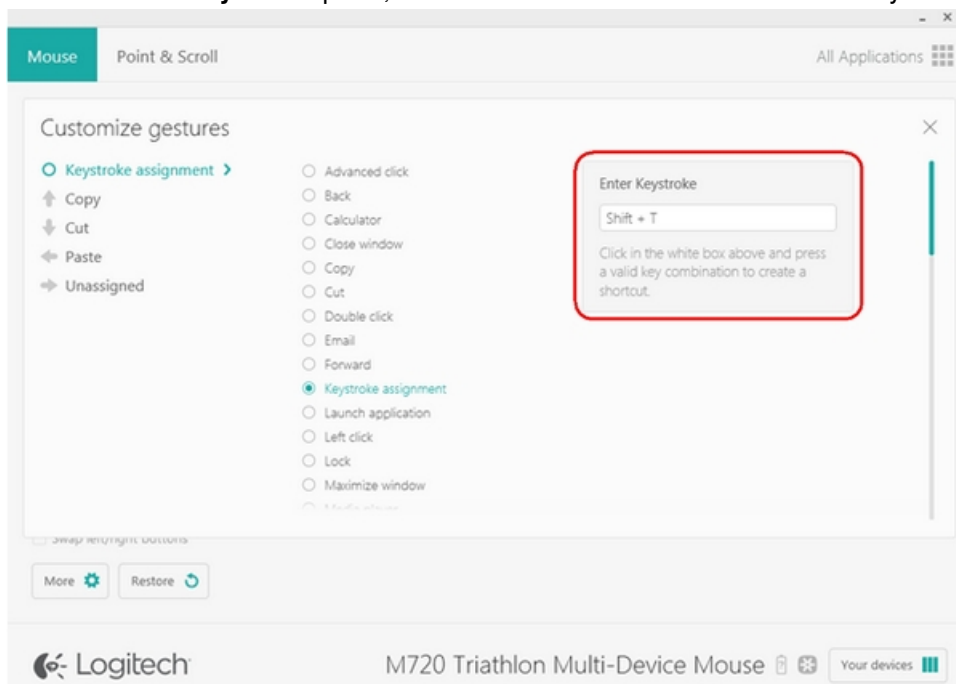 Mouse
Point & Scroll
All Applications
Customize gestures
Keystroke assignment
Copy
Cut
Paste
Unassigned
Advanced click
Back
Calculator
Close window
Copy
Cut
Double click
Email
Forward
Keystroke assignment
Launch application
Left click
Lock
Maximize window
Media player
Enter Keystroke
Shift + T
Click in the white box above and press
a valid key combination to create a
shortcut.
Swap left/right buttons
More
Restore
Logitech
M720 Triathlon Multi-Device Mouse
Your devices